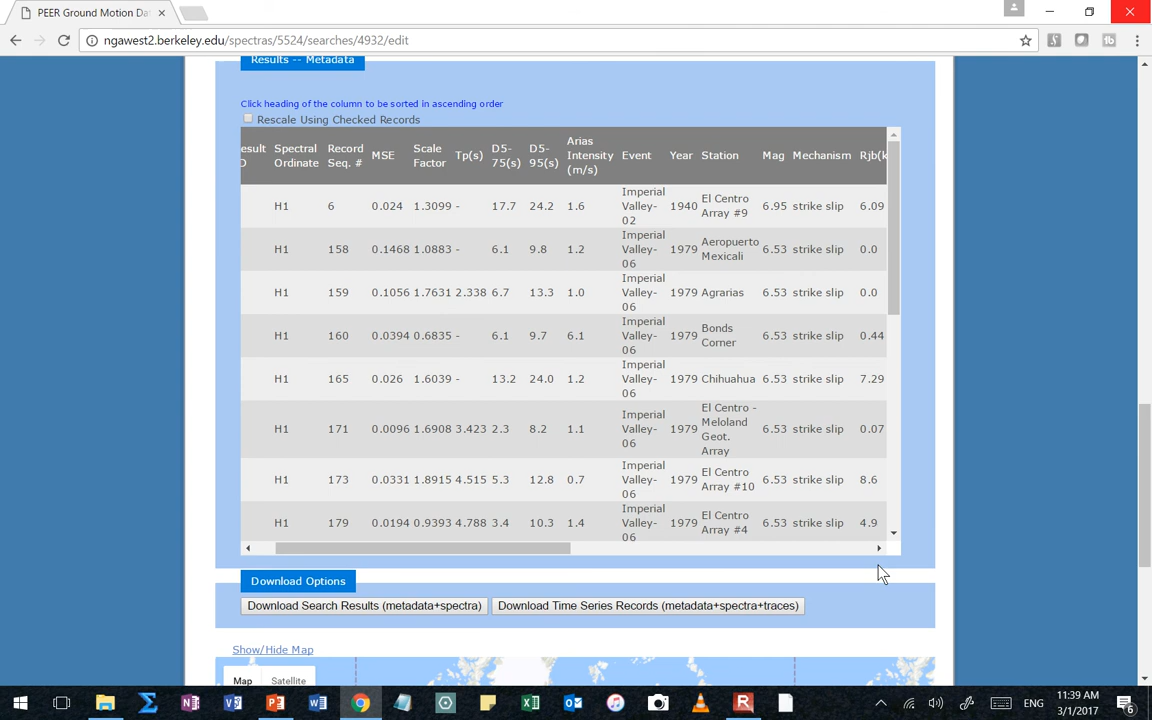 PEER Ground Motion Da
ngawest2.berkeley.edu/spectras/5524/searches/4932/edit
Results -- Metadata
Click heading of the column to be sorted in ascending order
Rescale Using Checked Records
esult Spectral Record MSE Scale Tp(s) D5- D5- Arias Event Year Station Mag Mechanism Rjb(k
D Ordinate Seq. # Factor 75(s) 95(s) Intensity
(m/s)
H1 6 0.024 1.3099 - 17.7 24.2 1.6 Imperial Valley-02 1940 El Centro Array #9 6.95 strike slip 6.09
H1 158 0.1468 1.0883 - 6.1 9.8 1.2 Imperial Valley-06 1979 Aeropuerto Mexicali 6.53 strike slip 0.0
H1 159 0.1056 1.7631 2.338 6.7 13.3 1.0 Imperial Valley-06 1979 Agrarias 6.53 strike slip 0.0
H1 160 0.0394 0.6835 - 6.1 9.7 6.1 Imperial Valley-06 1979 Bonds Corner 6.53 strike slip 0.44
H1 165 0.026 1.6039 - 13.2 24.0 1.2 Imperial Valley-06 1979 Chihuahua 6.53 strike slip 7.29
H1 171 0.0096 1.6908 3.423 2.3 8.2 1.1 Imperial Valley-06 1979 El Centro - Meloland Geot. Array 6.53 strike slip 0.07
H1 173 0.0331 1.8915 4.515 5.3 12.8 0.7 Imperial Valley-06 1979 El Centro Array #10 6.53 strike slip 8.6
H1 179 0.0194 0.9393 4.788 3.4 10.3 1.4 Imperial Valley-06 1979 El Centro Array #4 6.53 strike slip 4.9
Download Options
Download Search Results (metadata+spectra) Download Time Series Records (metadata+spectra+traces)
Show/Hide Map
Map Satellite
ENG 11:39 AM
3/1/2017 6